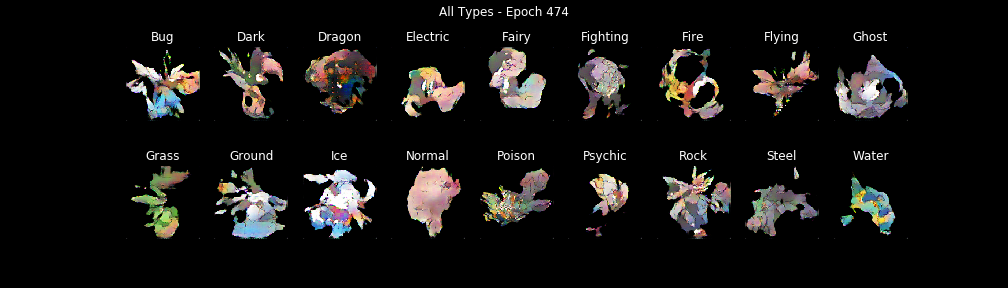 All Types - Epoch 474
Bug Dark Dragon Electric Fairy Fighting Fire Flying Ghost
Grass Ground Ice Normal Poison Psychic Rock Steel Water